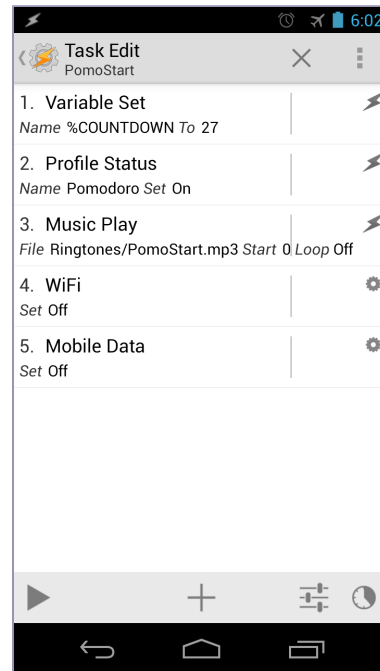 6:02
Task Edit
PomoStart
1. Variable Set
Name %COUNTDOWN To 27
2. Profile Status
Name Pomodoro Set On
3. Music Play
File Ringtones/PomoStart.mp3 Start 0 Loop Off
4. WiFi
Set Off
5. Mobile Data
Set Off